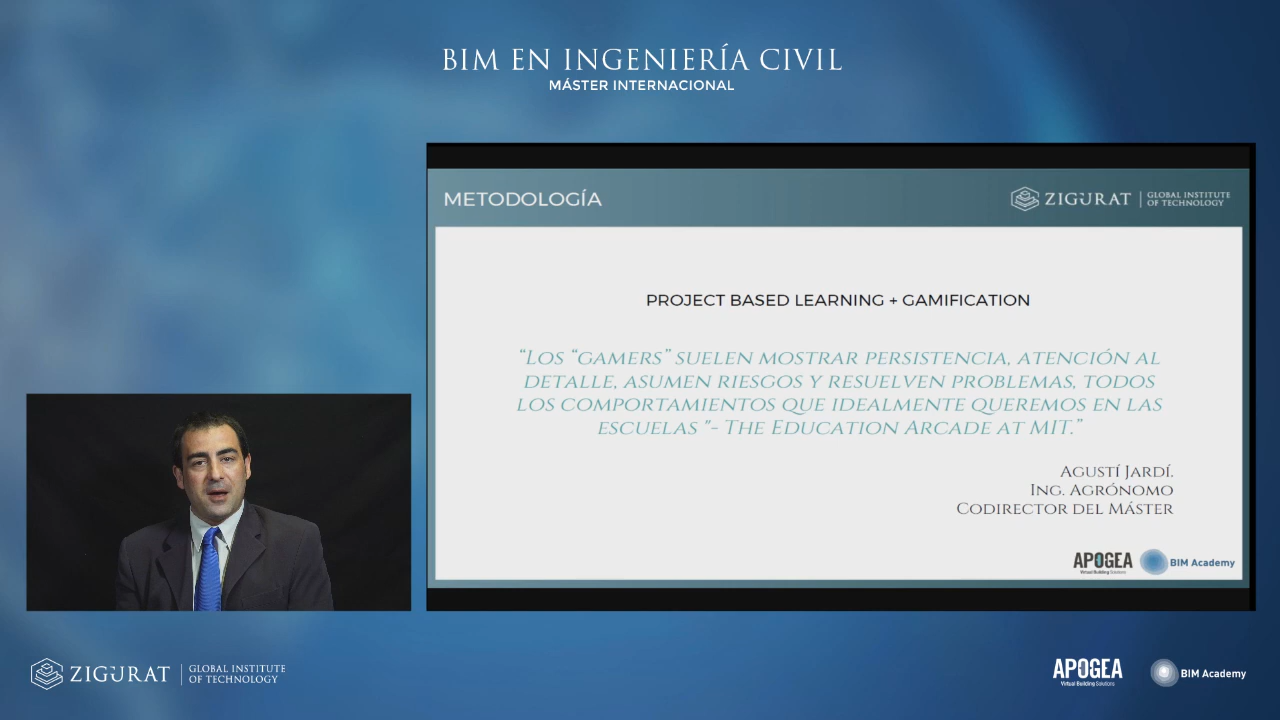 BIM EN INGENIERÍA CIVIL
MÁSTER INTERNACIONAL
METODOLOGÍA
ZIGURAT
GLOBAL INSTITUTE
OF TECHNOLOGY
PROJECT BASED LEARNING + GAMIFICATION
“LOS “GAMERS” SUELEN MOSTRAR PERSISTENCIA, ATENCIÓN AL
DETALLE, ASUMEN RIESGOS Y RESUELVEN PROBLEMAS, TODOS
LOS COMPORTAMIENTOS QUE IDEALMENTE QUEREMOS EN LAS
ESCUELAS "- THE EDUCATION ARCADE AT MIT.”
AGUSTÍ JARDÍ.
ING. AGRÓNOMO
CODIRECTOR DEL MÁSTER
APOGEA
Virtual Building Solutions
BIM Academy
ZIGURAT
GLOBAL INSTITUTE
OF TECHNOLOGY
APOGEA
Virtual Building Solutions
BIM Academy